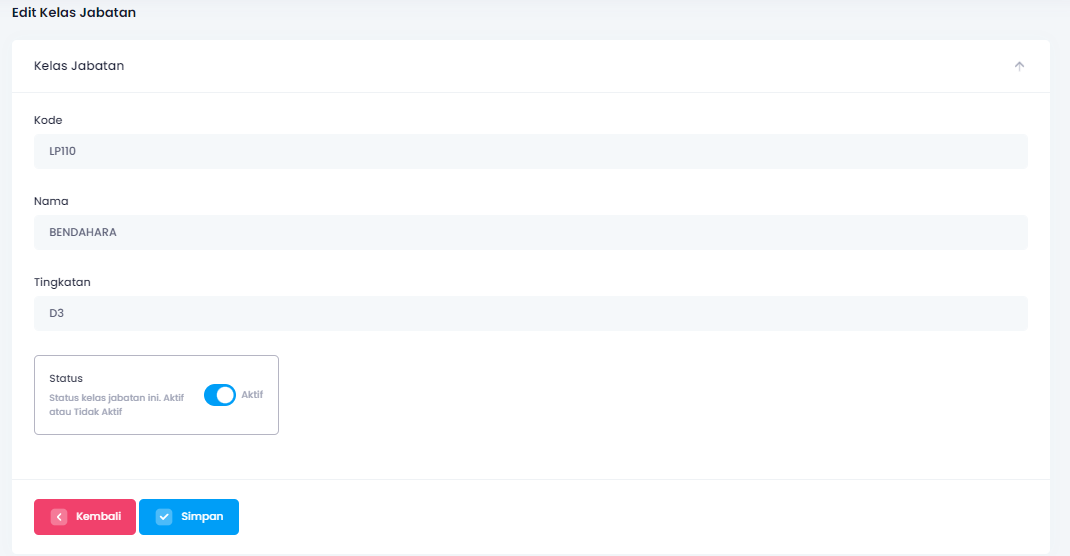 Edit Kelas Jabatan
Kelas Jabatan
Kode
LP110
Nama
BENDAHARA
Tingkatan
D3
Status
Status kelas jabatan ini. Aktif
atau Tidak Aktif
Aktif
Kembali
Simpan